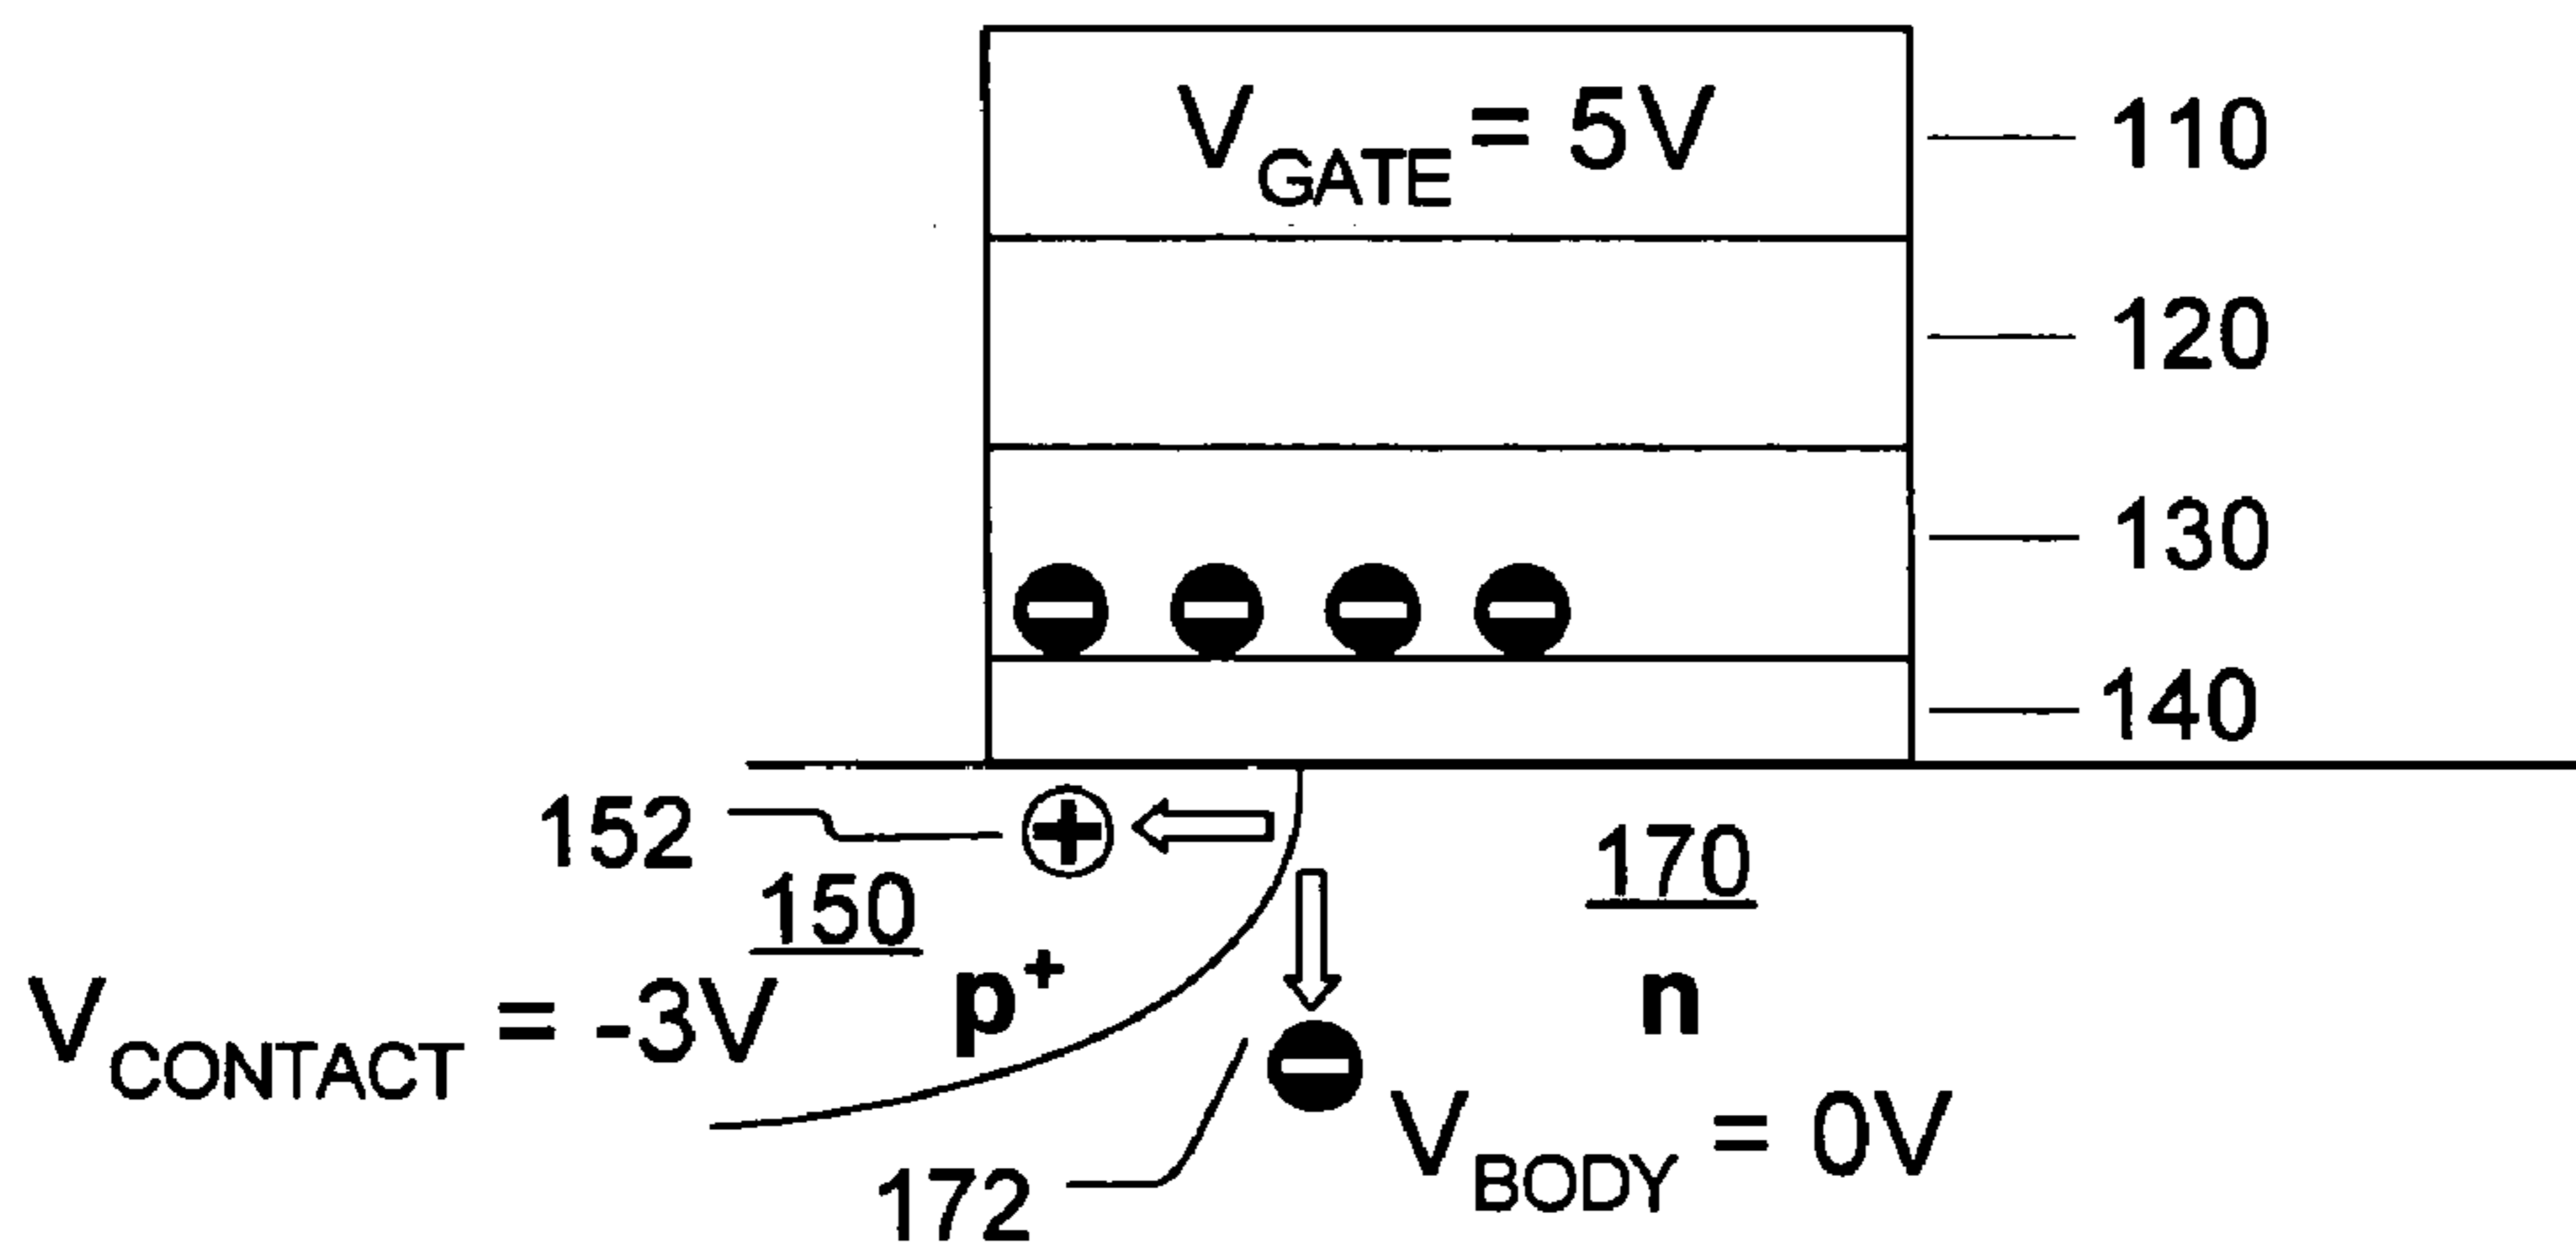 V_GATE = 5V
110
120
130
140
152
150
170
p⁺
n
V_CONTACT = -3V
172
V_BODY = 0V